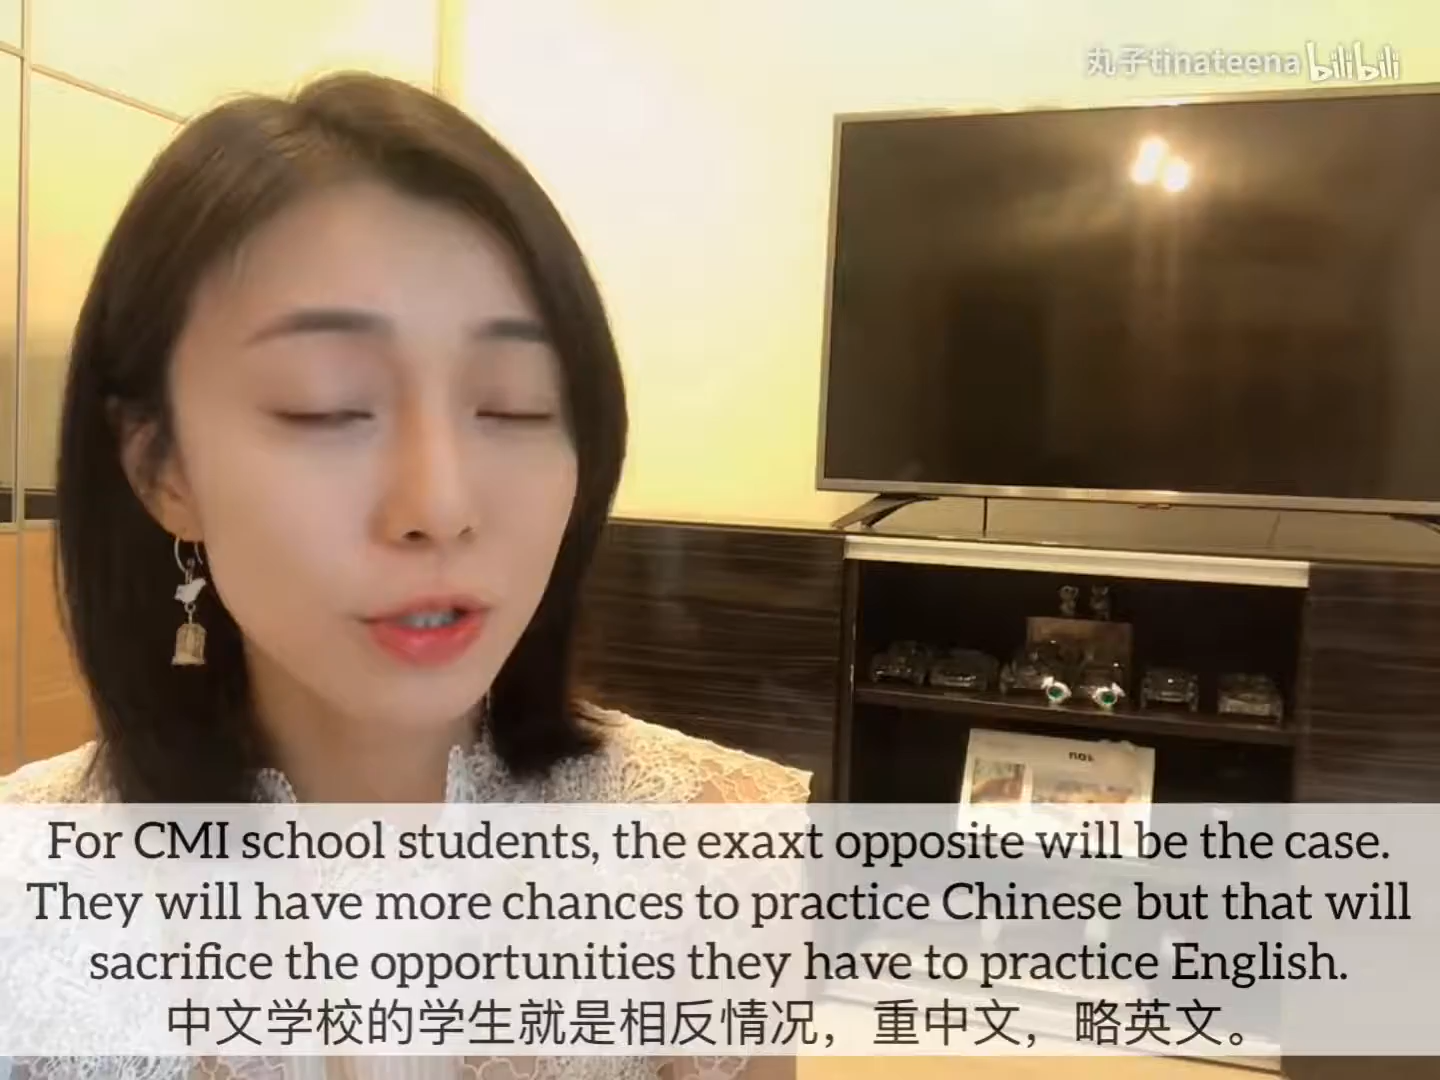 丸子tinateena bilibili
nos
For CMI school students, the exaxt opposite will be the case.
They will have more chances to practice Chinese but that will
sacrifice the opportunities they have to practice English.
中文学校的学生就是相反情况，重中文，略英文。